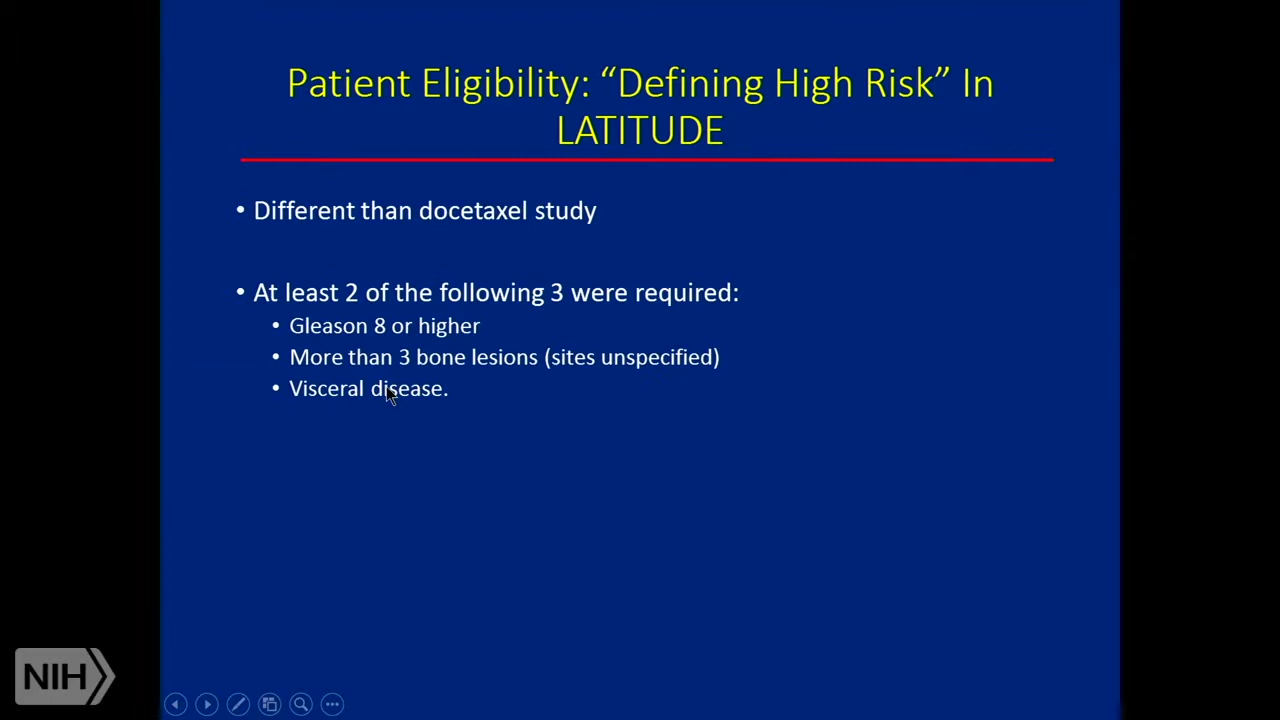 Patient Eligibility: “Defining High Risk” In
LATITUDE
• Different than docetaxel study
• At least 2 of the following 3 were required:
• Gleason 8 or higher
• More than 3 bone lesions (sites unspecified)
• Visceral disease.
NIH